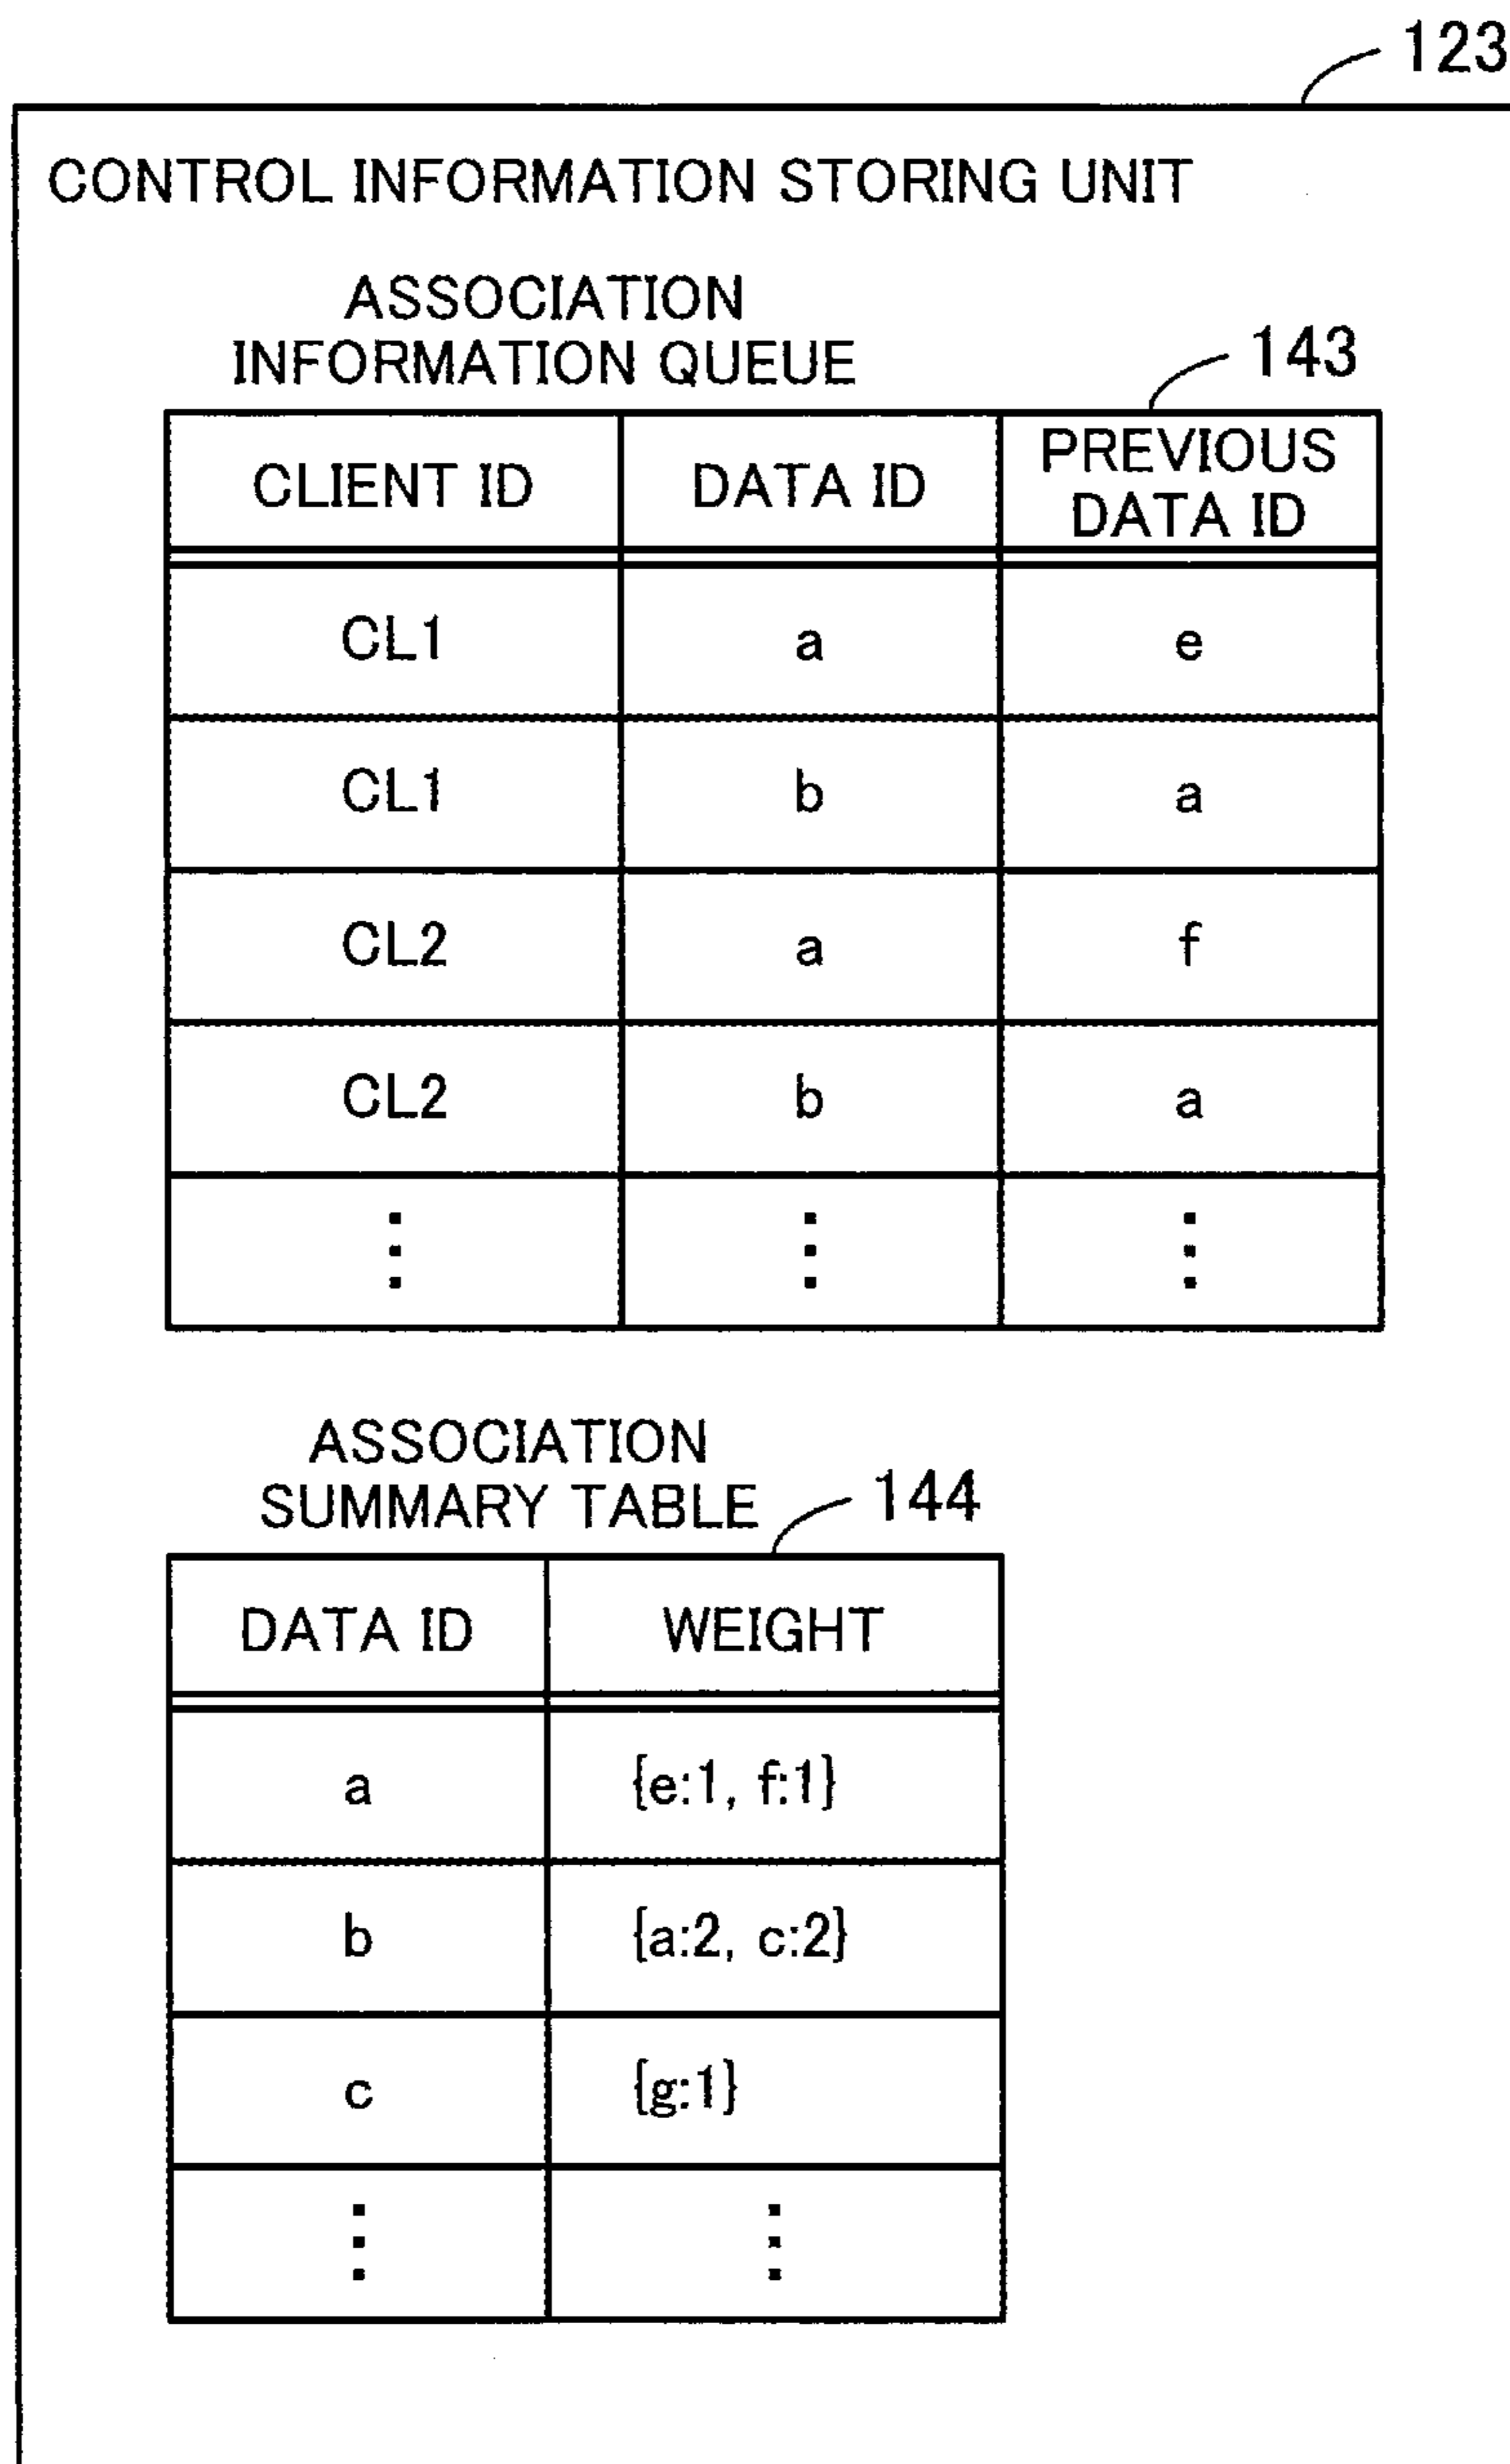 123
CONTROL INFORMATION STORING UNIT
ASSOCIATION
INFORMATION QUEUE
143
CLIENT ID DATA ID PREVIOUS DATA ID
CL1 a e
CL1 b a
CL2 a f
CL2 b a
⋮ ⋮ ⋮
ASSOCIATION
SUMMARY TABLE
144
DATA ID WEIGHT
a {e:1, f:1}
b {a:2, c:2}
c {g:1}
⋮ ⋮